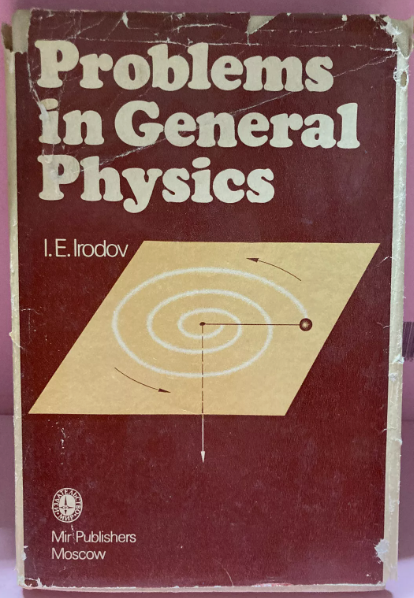 Problems
in General
Physics
I.E.Irodov
Mir Publishers
Moscow